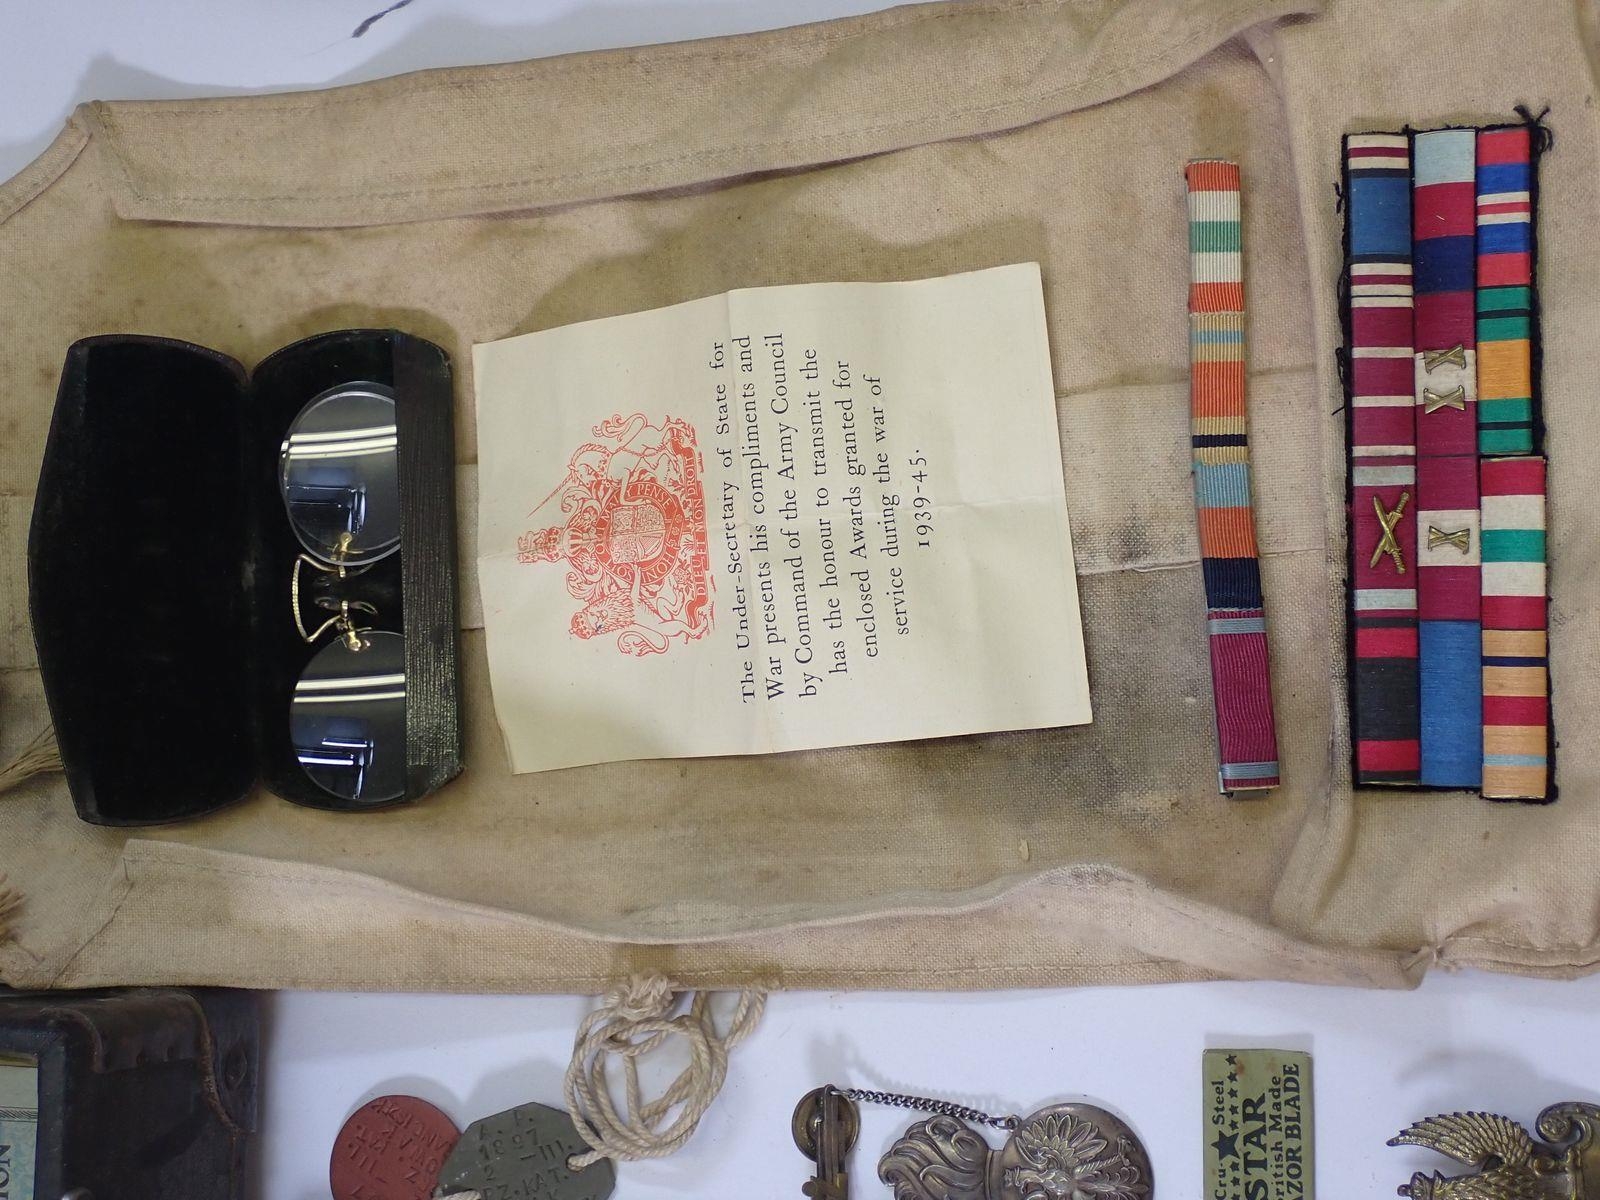 DIEU ET MON DROIT
The Under-Secretary of State for
War presents his compliments and
by Command of the Army Council
has the honour to transmit the
enclosed Awards granted for
service during the war of
1939-45.
Steel
STAR
British Made
RAZOR BLADE
1897